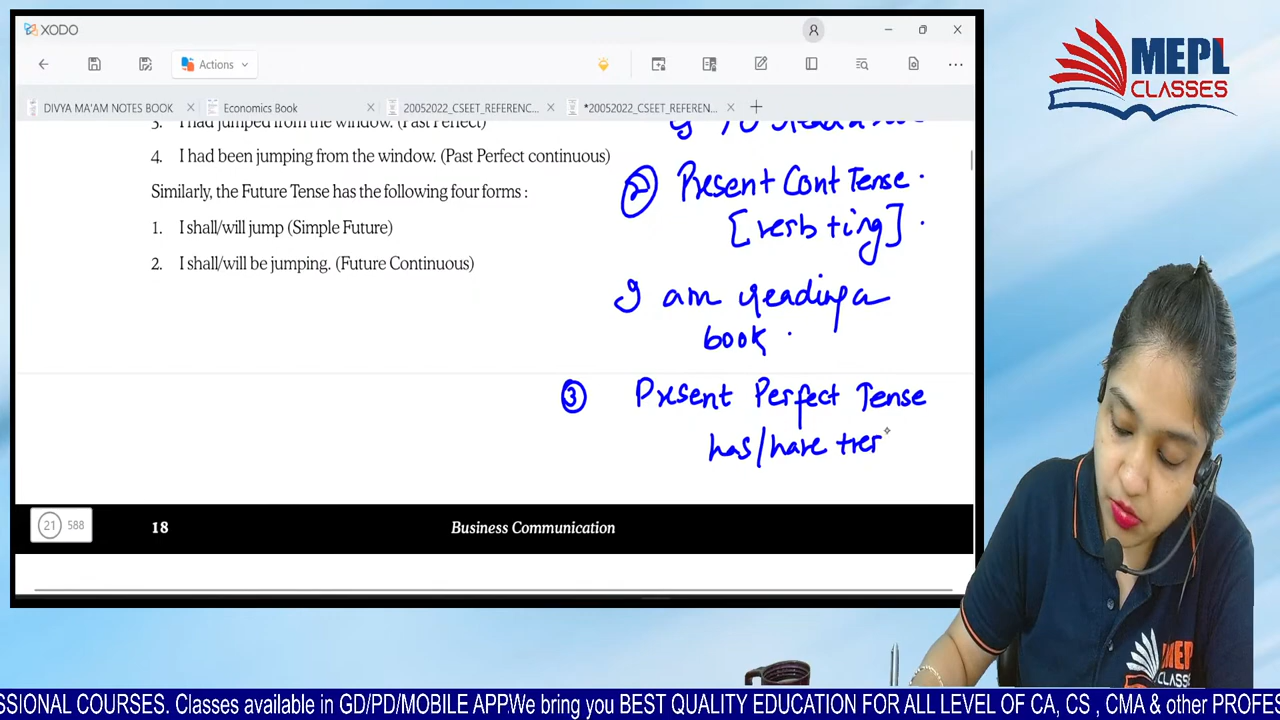 XODO
Actions
DIVYA MA'AM NOTES BOOK
Economics Book
20052022_CSEET_REFERENC...
*20052022_CSEET_REFEREN...
3. I had jumped from the window. (Past Perfect)
4. I had been jumping from the window. (Past Perfect continuous)
Similarly, the Future Tense has the following four forms :
1. I shall/will jump (Simple Future)
2. I shall/will be jumping. (Future Continuous)
② Present Cont Tense.
[verb + ing].
I am reading a
book.
③ Present Perfect Tense
has/have +ver
21 588
18
Business Communication
MEPL
CLASSES
MEPL
CLASSES
SSIONAL COURSES. Classes available in GD/PD/MOBILE APPWe bring you BEST QUALITY EDUCATION FOR ALL LEVEL OF CA, CS , CMA & other PROFES